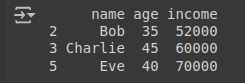 name age income
2 Bob 35 52000
3 Charlie 45 60000
5 Eve 40 70000